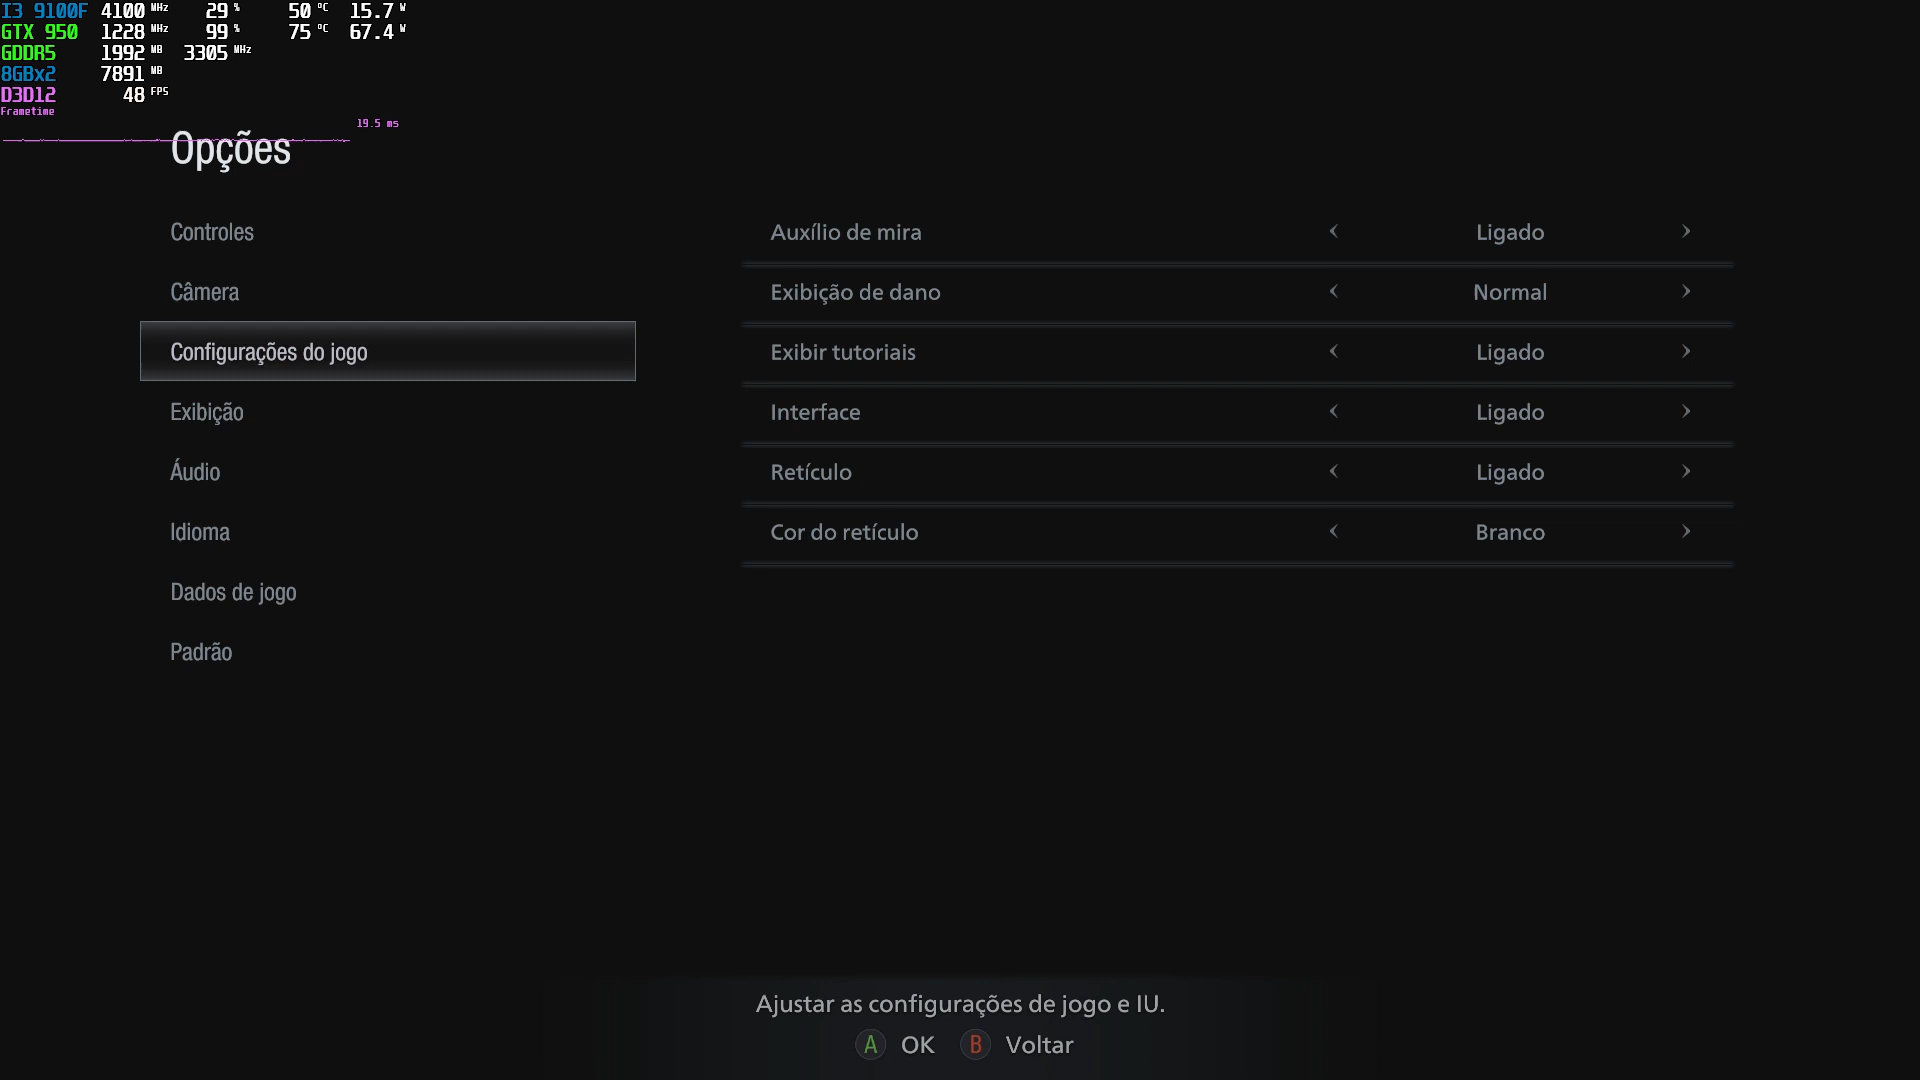 I3 9100F 4100 MHz 29 % 50 °C 15.7 W
GTX 950 1228 MHz 99 % 75 °C 67.4 W
GDDR5 1992 MB 3305 MHz
8GBx2 7891 MB
D3D12 48 FPS
Frametime
19.5 ms
Opções
Controles
Câmera
Configurações do jogo
Exibição
Áudio
Idioma
Dados de jogo
Padrão
Auxílio de mira < Ligado >
Exibição de dano < Normal >
Exibir tutoriais < Ligado >
Interface < Ligado >
Retículo < Ligado >
Cor do retículo < Branco >
Ajustar as configurações de jogo e IU.
A OK B Voltar